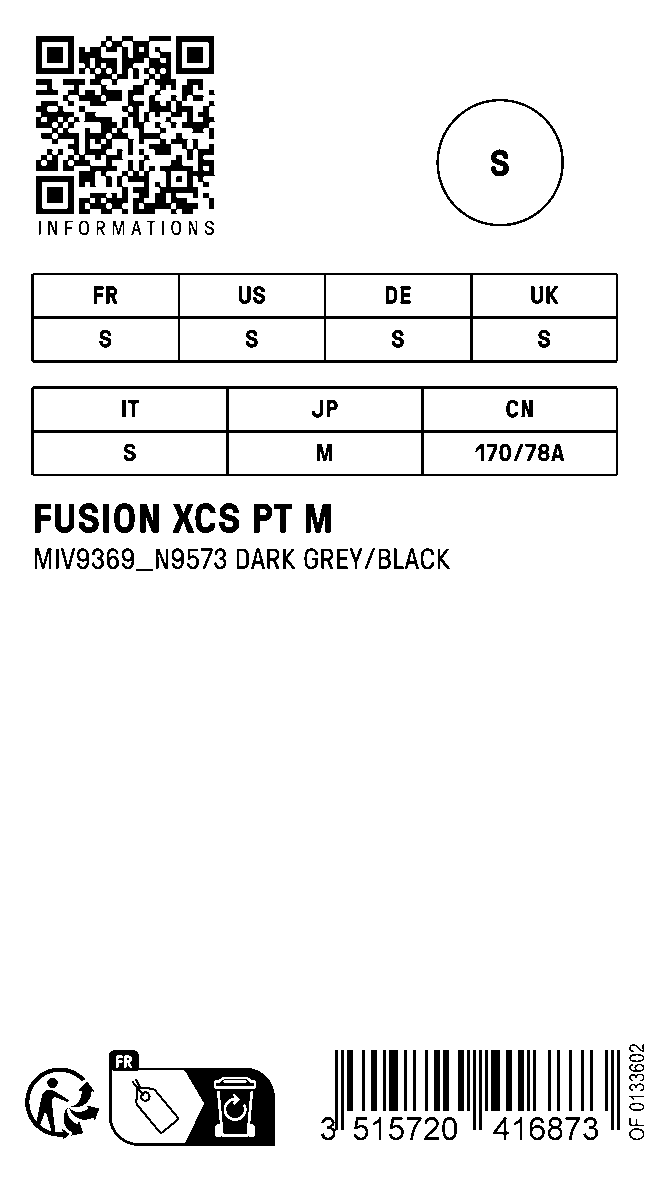 INFORMATIONS
S
FR US DE UK
S S S S
IT JP CN
S M 170/78A
FUSION XCS PT M
MIV9369_N9573 DARK GREY/BLACK
FR
3 515720 416873
OF 0133602